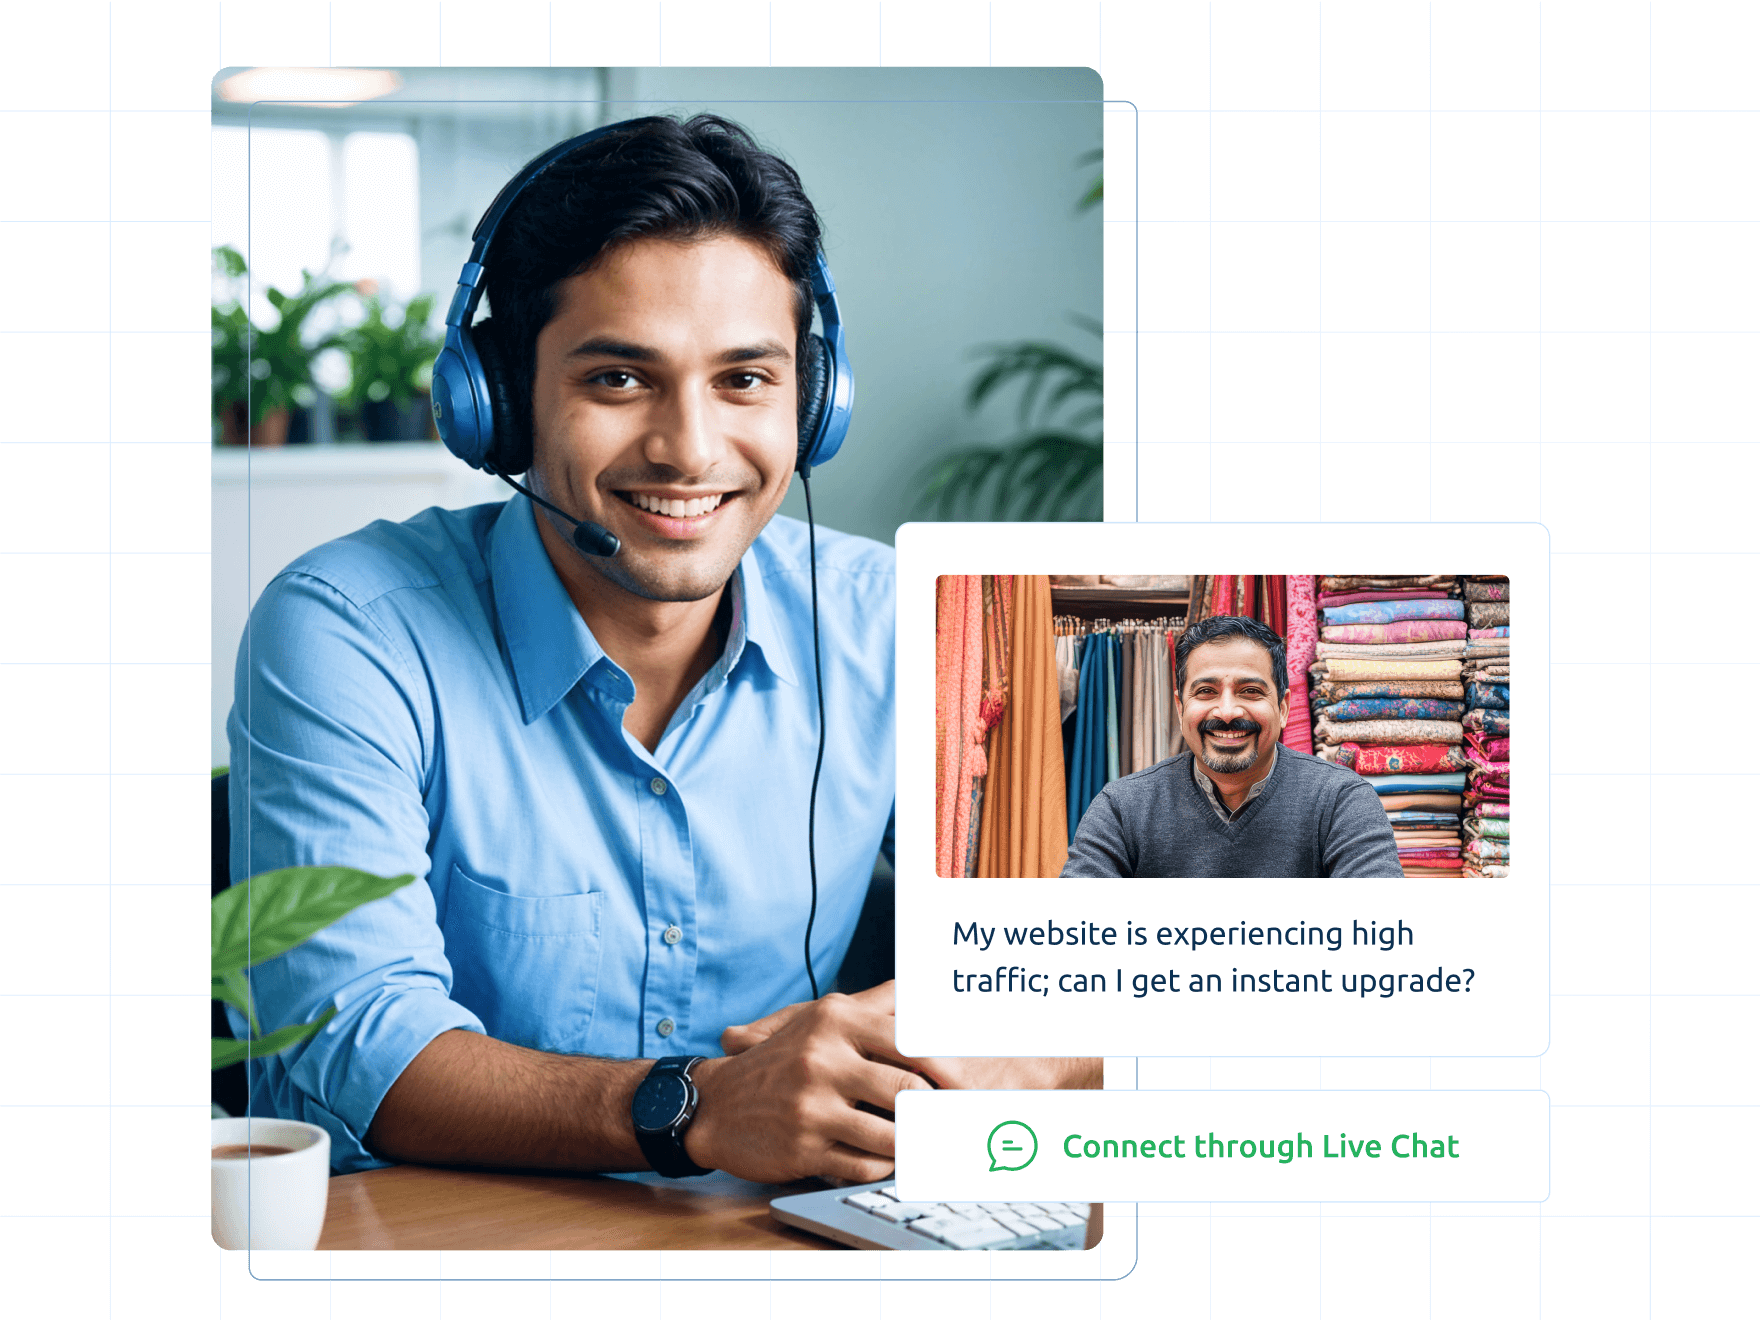 My website is experiencing high
traffic; can I get an instant upgrade?
Connect through Live Chat